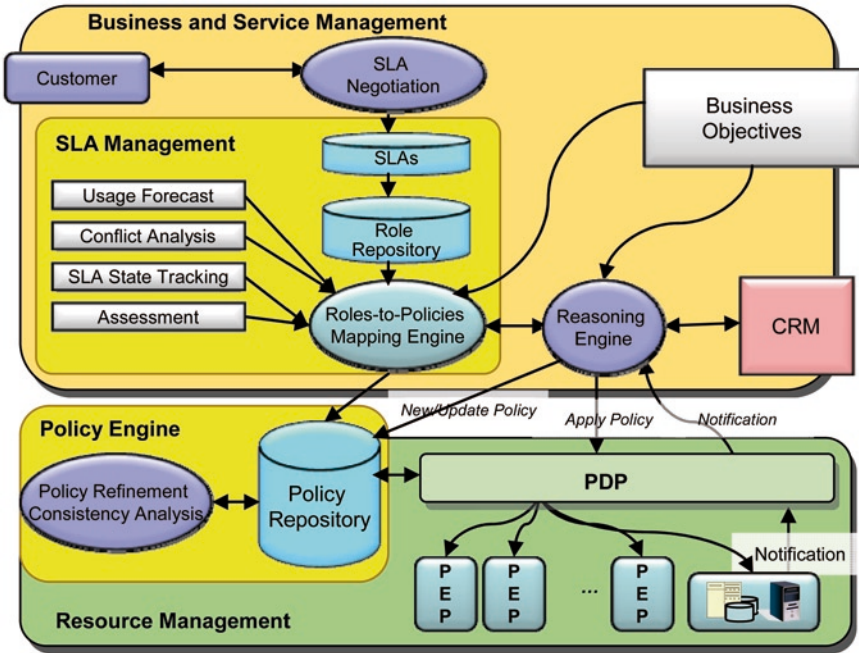 Business and Service Management
Customer
SLA
Negotiation
Business
Objectives
SLA Management
SLAs
Usage Forecast
Conflict Analysis
SLA State Tracking
Assessment
Role
Repository
Roles-to-Policies
Mapping Engine
Reasoning
Engine
CRM
New/Update Policy
Apply Policy
Notification
Policy Engine
Policy Refinement
Consistency Analysis
Policy
Repository
PDP
Notification
P
E
P
P
E
P
...
P
E
P
Resource Management